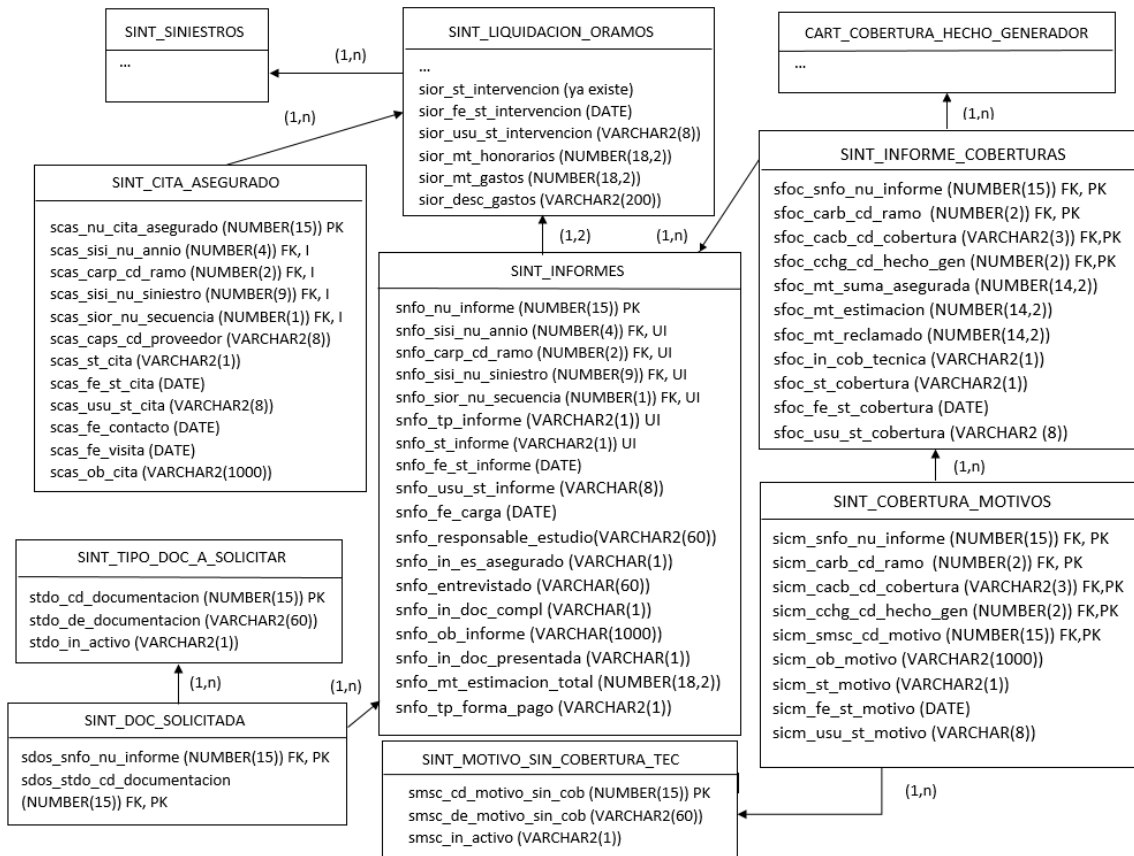 SINT_SINIESTROS
...
(1,n)
SINT_LIQUIDACION_ORAMOS
...
sior_st_intervencion (ya existe)
sior_fe_st_intervencion (DATE)
sior_usu_st_intervencion (VARCHAR2(8))
sior_mt_honorarios (NUMBER(18,2))
sior_mt_gastos (NUMBER(18,2))
sior_desc_gastos (VARCHAR2(200))
CART_COBERTURA_HECHO_GENERADOR
...
(1,n)
(1,n)
SINT_CITA_ASEGURADO
scas_nu_cita_asegurado (NUMBER(15)) PK
scas_sisi_nu_annio (NUMBER(4)) FK, I
scas_carp_cd_ramo (NUMBER(2)) FK, I
scas_sisi_nu_siniestro (NUMBER(9)) FK, I
scas_sior_nu_secuencia (NUMBER(1)) FK, I
scas_caps_cd_proveedor (VARCHAR2(8))
scas_st_cita (VARCHAR2(1))
scas_fe_st_cita (DATE)
scas_usu_st_cita (VARCHAR2(8))
scas_fe_contacto (DATE)
scas_fe_visita (DATE)
scas_ob_cita (VARCHAR2(1000))
(1,2)
(1,n)
SINT_INFORMES
snfo_nu_informe (NUMBER(15)) PK
snfo_sisi_nu_annio (NUMBER(4)) FK, UI
snfo_carp_cd_ramo (NUMBER(2)) FK, UI
snfo_sisi_nu_siniestro (NUMBER(9)) FK, UI
snfo_sior_nu_secuencia (NUMBER(1)) FK, UI
snfo_tp_informe (VARCHAR2(1)) UI
snfo_st_informe (VARCHAR2(1)) UI
snfo_fe_st_informe (DATE)
snfo_usu_st_informe (VARCHAR(8))
snfo_fe_carga (DATE)
snfo_responsable_estudio(VARCHAR2(60))
snfo_in_es_asegurado (VARCHAR(1))
snfo_entrevistado (VARCHAR(60))
snfo_in_doc_compl (VARCHAR(1))
snfo_ob_informe (VARCHAR(1000))
snfo_in_doc_presentada (VARCHAR(1))
snfo_mt_estimacion_total (NUMBER(18,2))
snfo_tp_forma_pago (VARCHAR2(1))
SINT_INFORME_COBERTURAS
sfoc_snfo_nu_informe (NUMBER(15)) FK, PK
sfoc_carb_cd_ramo (NUMBER(2)) FK, PK
sfoc_cacb_cd_cobertura (VARCHAR2(3)) FK,PK
sfoc_cchg_cd_hecho_gen (NUMBER(2)) FK,PK
sfoc_mt_suma_asegurada (NUMBER(14,2))
sfoc_mt_estimacion (NUMBER(14,2))
sfoc_mt_reclamado (NUMBER(14,2))
sfoc_in_cob_tecnica (VARCHAR2(1))
sfoc_st_cobertura (VARCHAR2(1))
sfoc_fe_st_cobertura (DATE)
sfoc_usu_st_cobertura (VARCHAR2 (8))
(1,n)
SINT_COBERTURA_MOTIVOS
sicm_snfo_nu_informe (NUMBER(15)) FK, PK
sicm_carb_cd_ramo (NUMBER(2)) FK, PK
sicm_cacb_cd_cobertura (VARCHAR2(3)) FK,PK
sicm_cchg_cd_hecho_gen (NUMBER(2)) FK,PK
sicm_smsc_cd_motivo (NUMBER(15)) FK,PK
sicm_ob_motivo (VARCHAR2(1000))
sicm_st_motivo (VARCHAR2(1))
sicm_fe_st_motivo (DATE)
sicm_usu_st_motivo (VARCHAR(8))
(1,n)
SINT_TIPO_DOC_A_SOLICITAR
stdo_cd_documentacion (NUMBER(15)) PK
stdo_de_documentacion (VARCHAR2(60))
stdo_in_activo (VARCHAR2(1))
(1,n)
(1,n)
SINT_DOC_SOLICITADA
sdos_snfo_nu_informe (NUMBER(15)) FK, PK
sdos_stdo_cd_documentacion
(NUMBER(15)) FK, PK
SINT_MOTIVO_SIN_COBERTURA_TEC
smsc_cd_motivo_sin_cob (NUMBER(15)) PK
smsc_de_motivo_sin_cob (VARCHAR2(60))
smsc_in_activo (VARCHAR2(1))